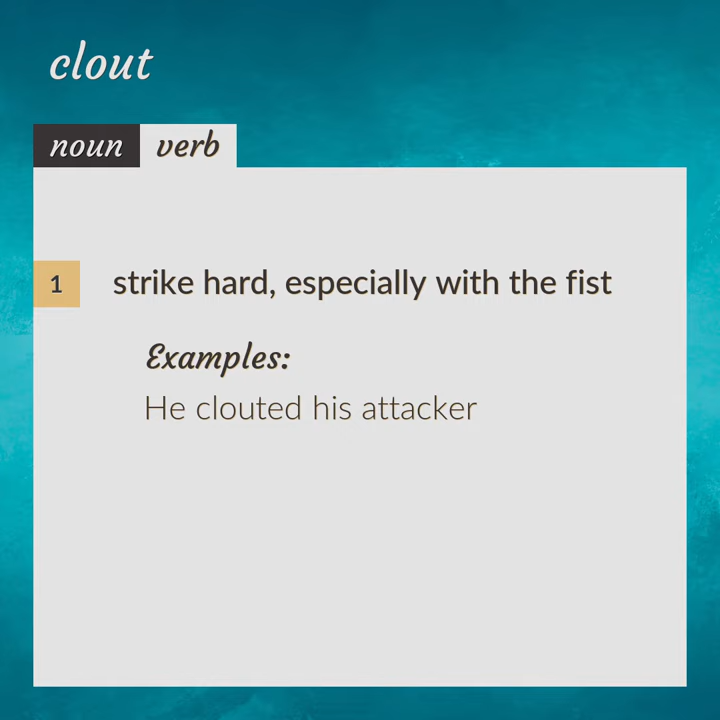 clout
noun verb
1 strike hard, especially with the fist
Examples:
He clouted his attacker